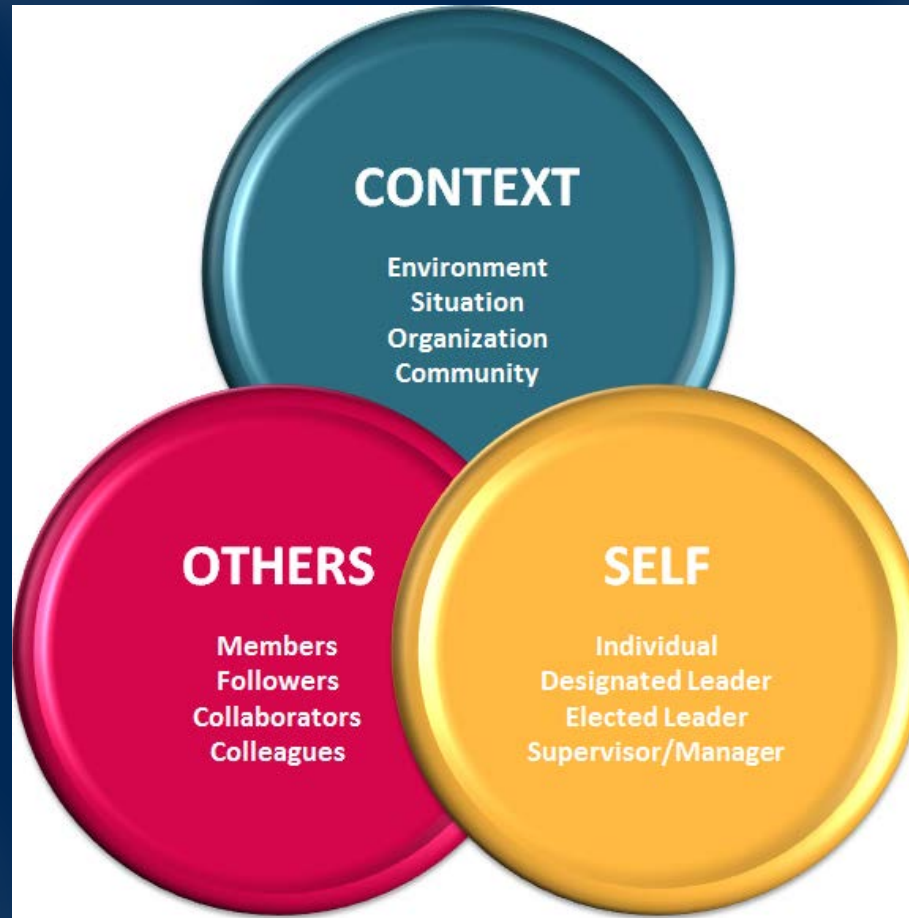 CONTEXT
Environment
Situation
Organization
Community
OTHERS
Members
Followers
Collaborators
Colleagues
SELF
Individual
Designated Leader
Elected Leader
Supervisor/Manager